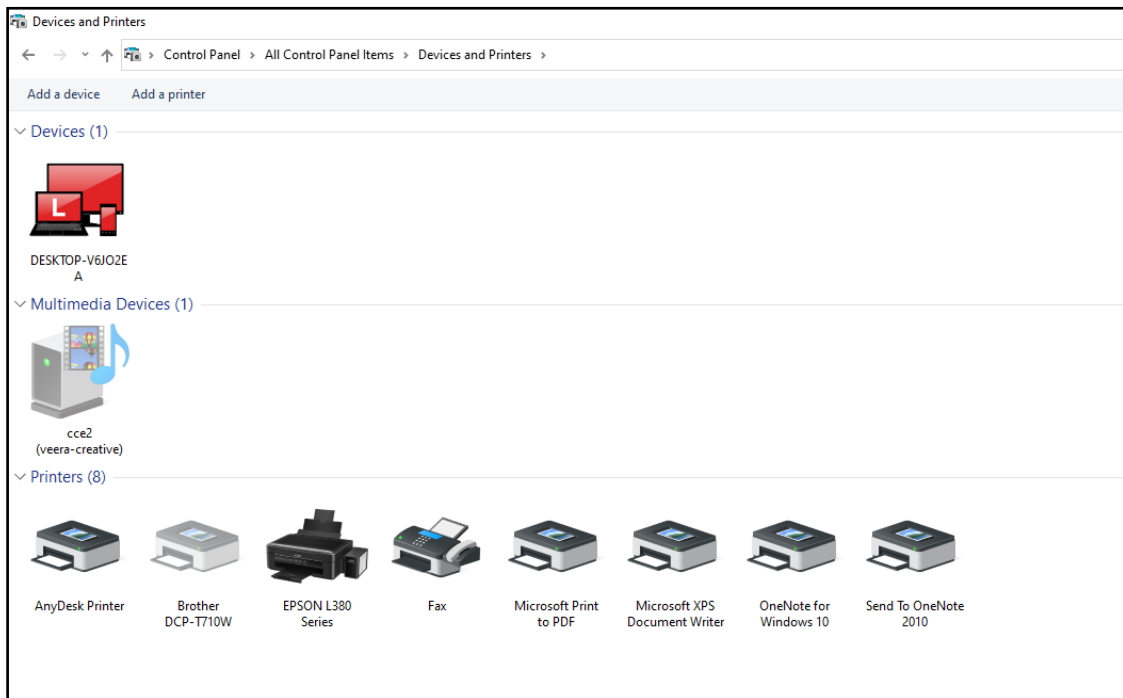 Devices and Printers
Control Panel > All Control Panel Items > Devices and Printers >
Add a device Add a printer
Devices (1)
L
DESKTOP-V6JO2E
A
Multimedia Devices (1)
cce2
(veera-creative)
Printers (8)
AnyDesk Printer
Brother
DCP-T710W
EPSON L380
Series
Fax
Microsoft Print
to PDF
Microsoft XPS
Document Writer
OneNote for
Windows 10
Send To OneNote
2010